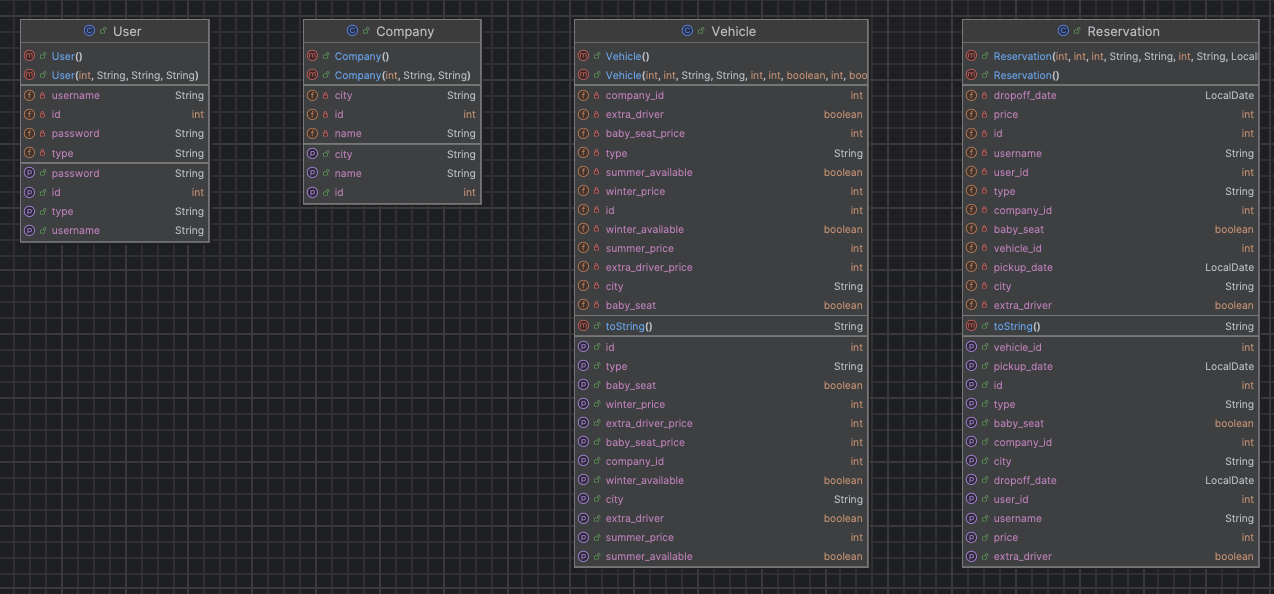 User
User()
User(int, String, String, String)
username String
id int
password String
type String
password String
id int
type String
username String
Company
Company()
Company(int, String, String)
city String
id int
name String
city String
name String
id int
Vehicle
Vehicle()
Vehicle(int, int, String, String, int, int, boolean, int, boo
company_id int
extra_driver boolean
baby_seat_price int
type String
summer_available boolean
winter_price int
id int
winter_available boolean
summer_price int
extra_driver_price int
city String
baby_seat boolean
toString() String
id int
type String
baby_seat boolean
winter_price int
extra_driver_price int
baby_seat_price int
company_id int
winter_available boolean
city String
extra_driver boolean
summer_price int
summer_available boolean
Reservation
Reservation(int, int, int, String, String, int, String, Local
Reservation()
dropoff_date LocalDate
price int
id int
username String
user_id int
type String
company_id int
baby_seat boolean
vehicle_id int
pickup_date LocalDate
city String
extra_driver boolean
toString() String
vehicle_id int
pickup_date LocalDate
id int
type String
baby_seat boolean
company_id int
city String
dropoff_date LocalDate
user_id int
username String
price int
extra_driver boolean